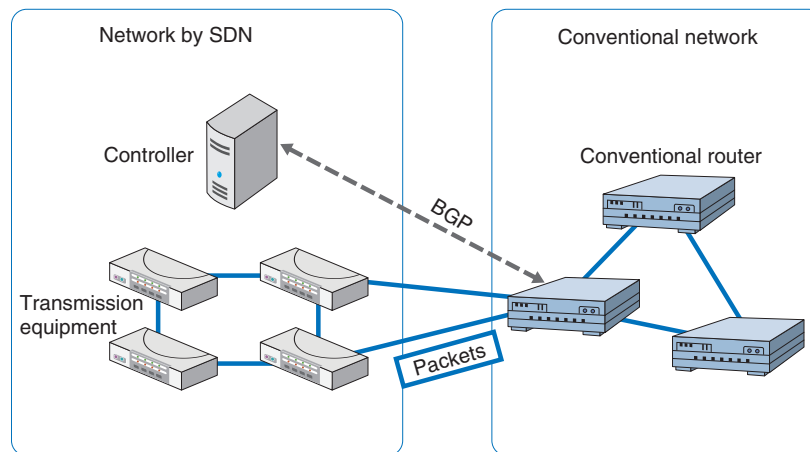 Network by SDN
Conventional network
Controller
Conventional router
BGP
Transmission
equipment
Packets